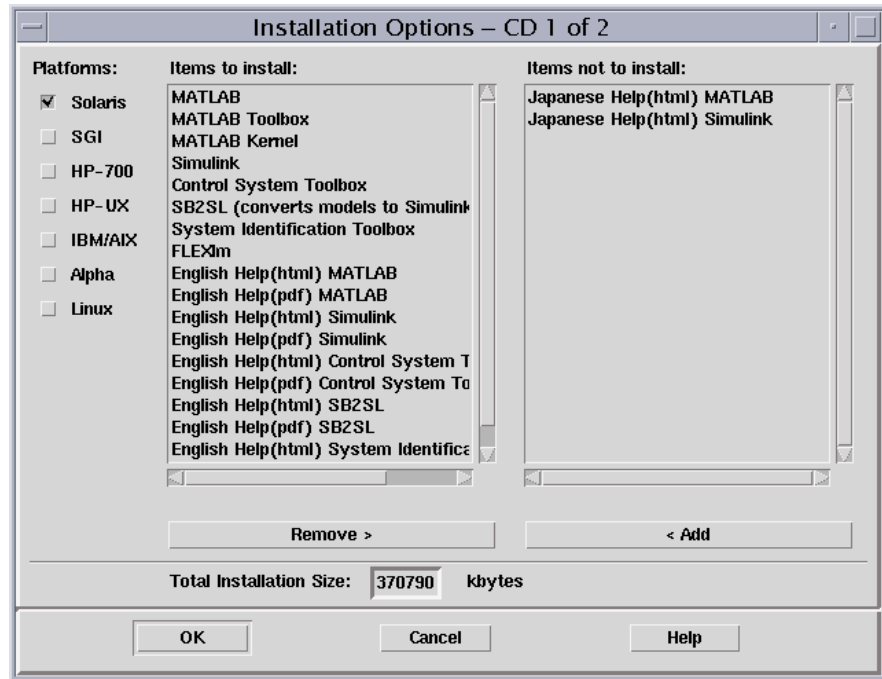 Installation Options – CD 1 of 2
Platforms:
Solaris
SGI
HP-700
HP-UX
IBM/AIX
Alpha
Linux
Items to install:
MATLAB
MATLAB Toolbox
MATLAB Kernel
Simulink
Control System Toolbox
SB2SL (converts models to Simulink
System Identification Toolbox
FLEXlm
English Help(html) MATLAB
English Help(pdf) MATLAB
English Help(html) Simulink
English Help(pdf) Simulink
English Help(html) Control System T
English Help(pdf) Control System To
English Help(html) SB2SL
English Help(pdf) SB2SL
English Help(html) System Identifica
Remove >
Items not to install:
Japanese Help(html) MATLAB
Japanese Help(html) Simulink
< Add
Total Installation Size: 370790 kbytes
OK Cancel Help